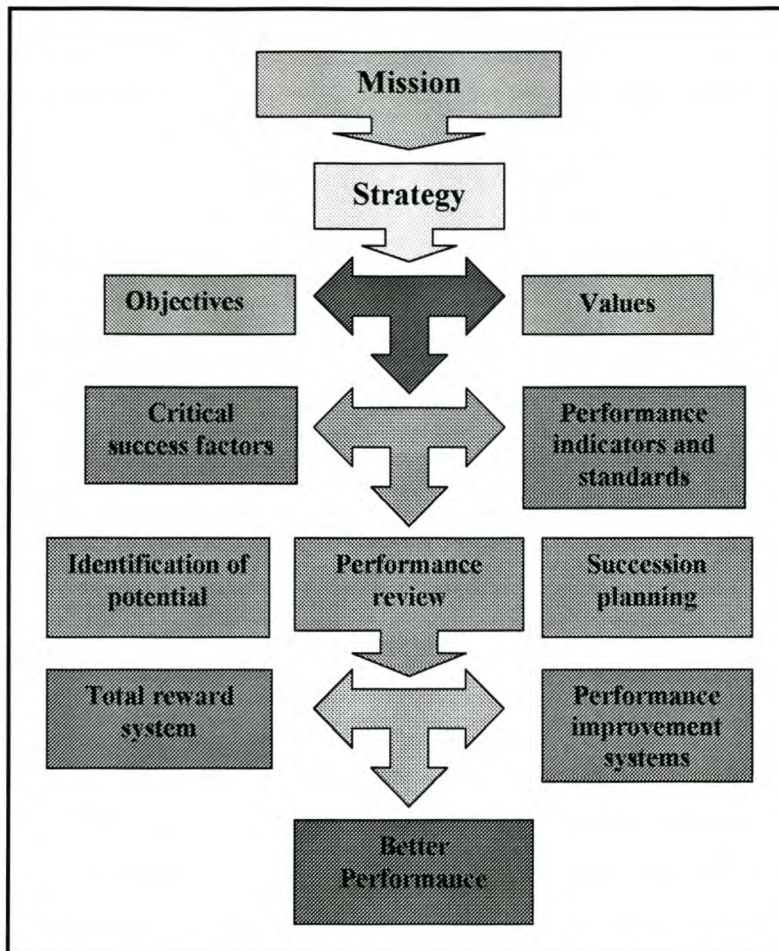 Mission
Strategy
Objectives
Values
Critical
success factors
Performance
indicators and
standards
Identification of
potential
Performance
review
Succession
planning
Total reward
system
Performance
improvement
systems
Better
Performance